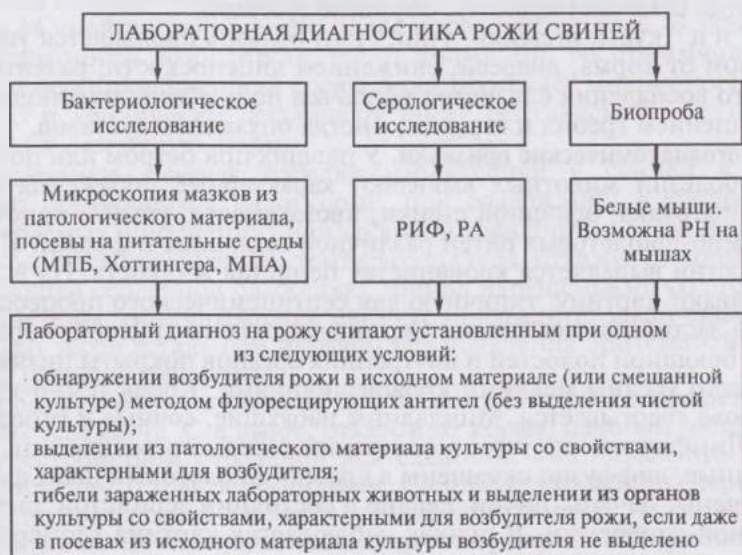 ЛАБОРАТОРНАЯ ДИАГНОСТИКА РОЖИ СВИНЕЙ
Бактериологическое
исследование
Серологическое
исследование
Биопроба
Микроскопия мазков из
патологического материала,
посевы на питательные среды
(МПБ, Хоттингера, МПА)
РИФ, РА
Белые мыши.
Возможна РН на
мышах
Лабораторный диагноз на рожу считают установленным при одном
из следующих условий:
обнаружении возбудителя рожи в исходном материале (или смешанной
культуре) методом флуоресцирующих антител (без выделения чистой
культуры);
выделении из патологического материала культуры со свойствами,
характерными для возбудителя;
гибели зараженных лабораторных животных и выделении из органов
культуры со свойствами, характерными для возбудителя рожи, если даже
в посевах из исходного материала культуры возбудителя не выделено